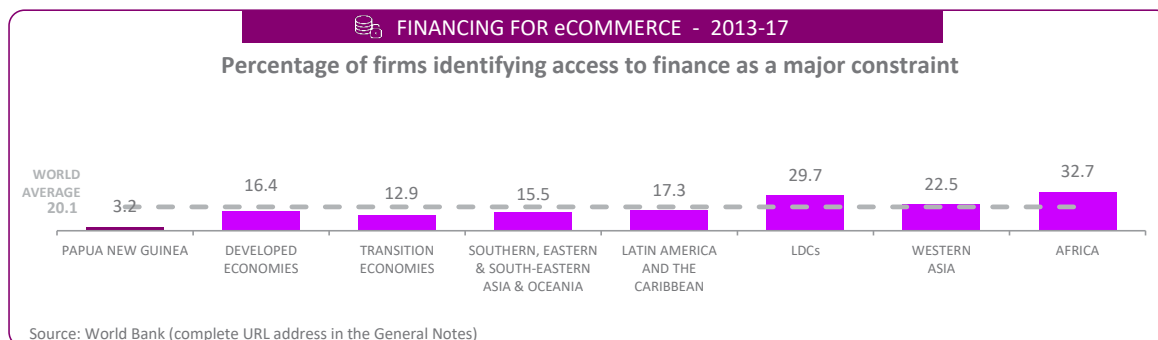 FINANCING FOR eCOMMERCE - 2013-17
Percentage of firms identifying access to finance as a major constraint
WORLD
AVERAGE
20.1
3.2
16.4
12.9
15.5
17.3
29.7
22.5
32.7
PAPUA NEW GUINEA
DEVELOPED
ECONOMIES
TRANSITION
ECONOMIES
SOUTHERN, EASTERN
& SOUTH-EASTERN
ASIA & OCEANIA
LATIN AMERICA
AND THE
CARIBBEAN
LDCs
WESTERN
ASIA
AFRICA
Source: World Bank (complete URL address in the General Notes)